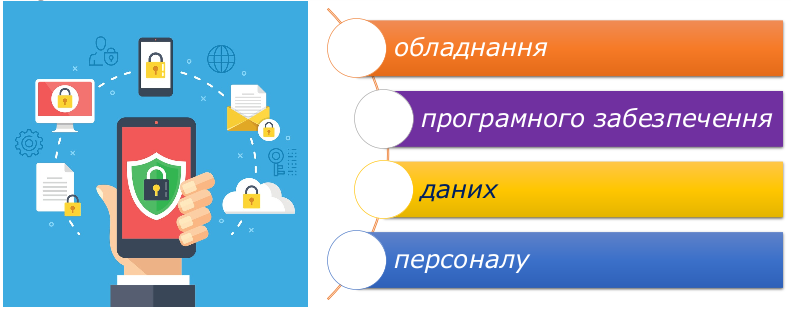 обладнання
програмного забезпечення
даних
персоналу